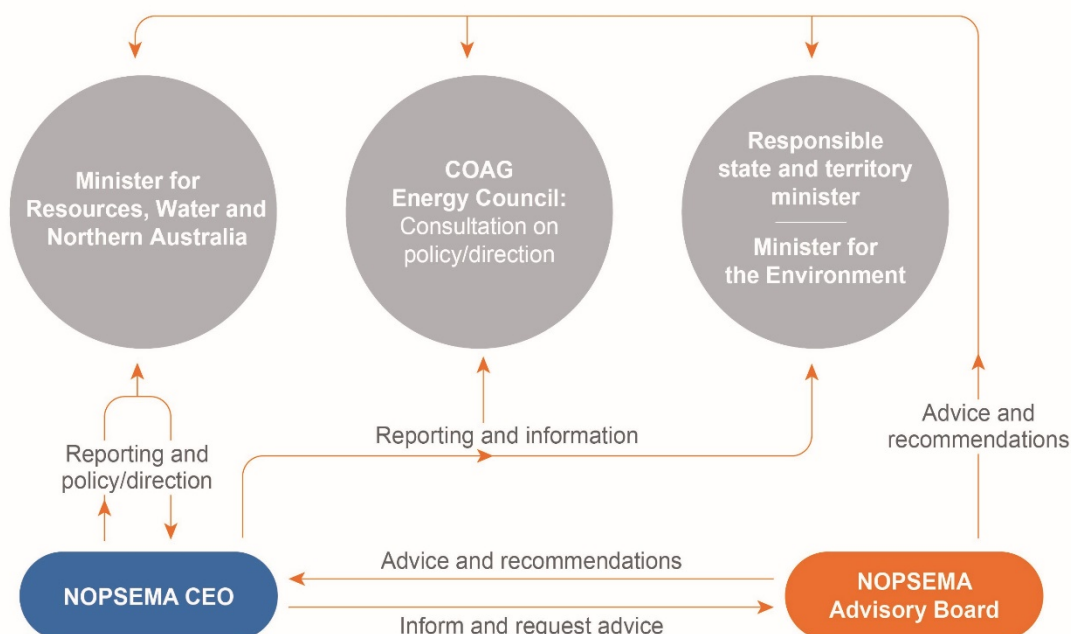 Minister for
Resources, Water and
Northern Australia
COAG
Energy Council:
Consultation on
policy/direction
Responsible
state and territory
minister
Minister for
the Environment
Reporting and
policy/direction
Reporting and information
Advice and
recommendations
NOPSEMA CEO
Advice and recommendations
Inform and request advice
NOPSEMA
Advisory Board